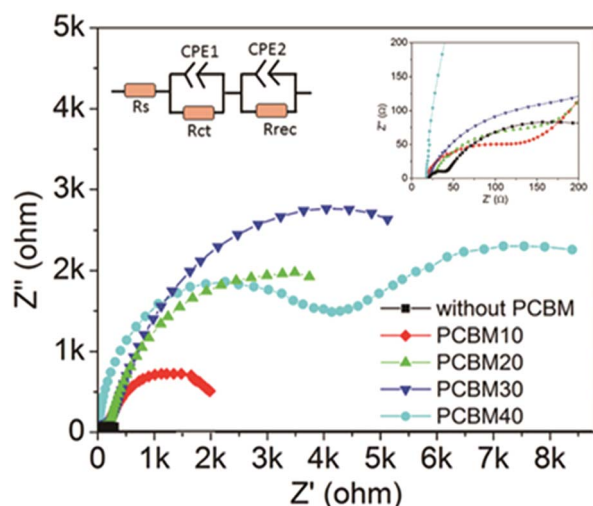 5k
4k
3k
2k
1k
0
Z'' (ohm)
0 1k 2k 3k 4k 5k 6k 7k 8k
Z' (ohm)
CPE1 CPE2
Rs
Rct Rrec
200
150
100
50
0
Z'' (Ω)
0 50 100 150 200
Z' (Ω)
without PCBM
PCBM10
PCBM20
PCBM30
PCBM40